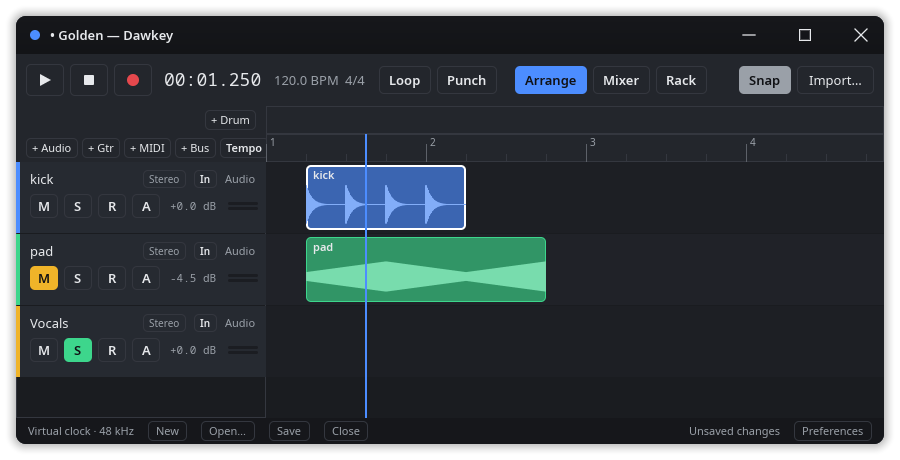 • Golden — Dawkey
00:01.250 120.0 BPM 4/4 Loop Punch Arrange Mixer Rack Snap Import...
+ Drum
+ Audio + Gtr + MIDI + Bus Tempo 1 2 3 4
kick Stereo In Audio
M S R A +0.0 dB
kick
pad Stereo In Audio
M S R A -4.5 dB
pad
Vocals Stereo In Audio
M S R A +0.0 dB
Virtual clock · 48 kHz New Open... Save Close Unsaved changes Preferences